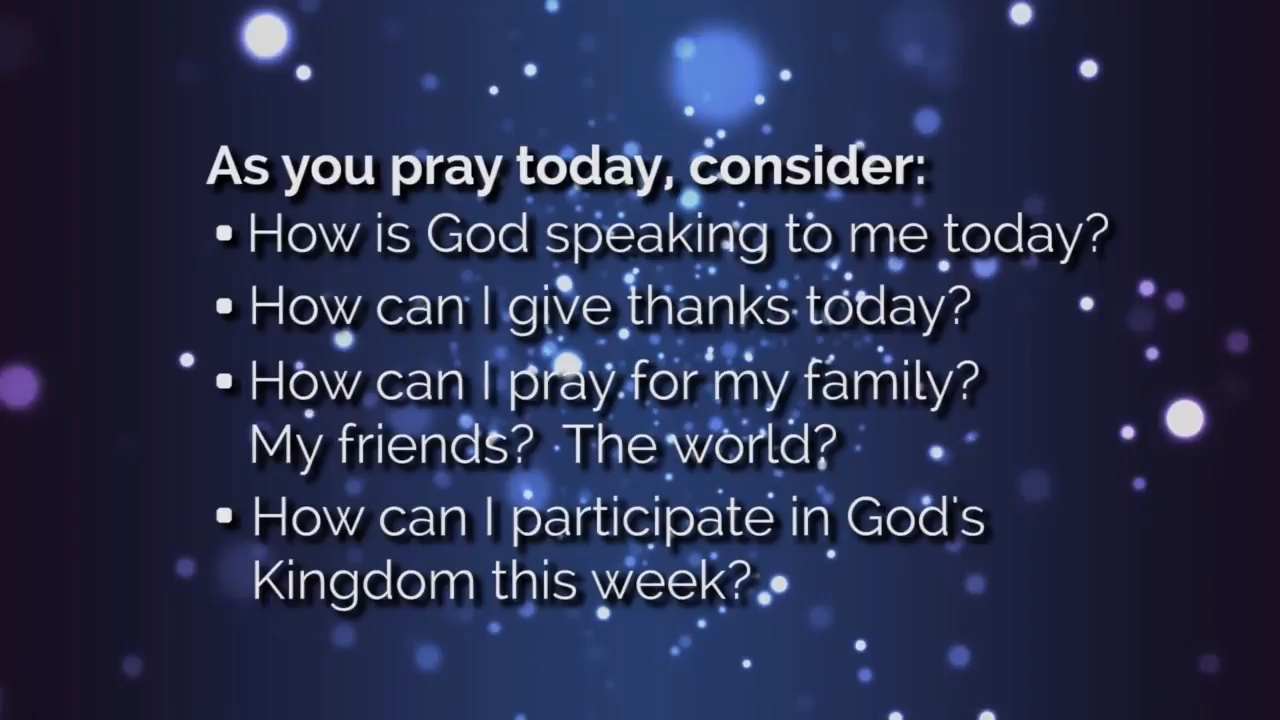 As you pray today, consider:
▪ How is God speaking to me today?
▪ How can I give thanks today?
▪ How can I pray for my family?
My friends?  The world?
▪ How can I participate in God's
Kingdom this week?